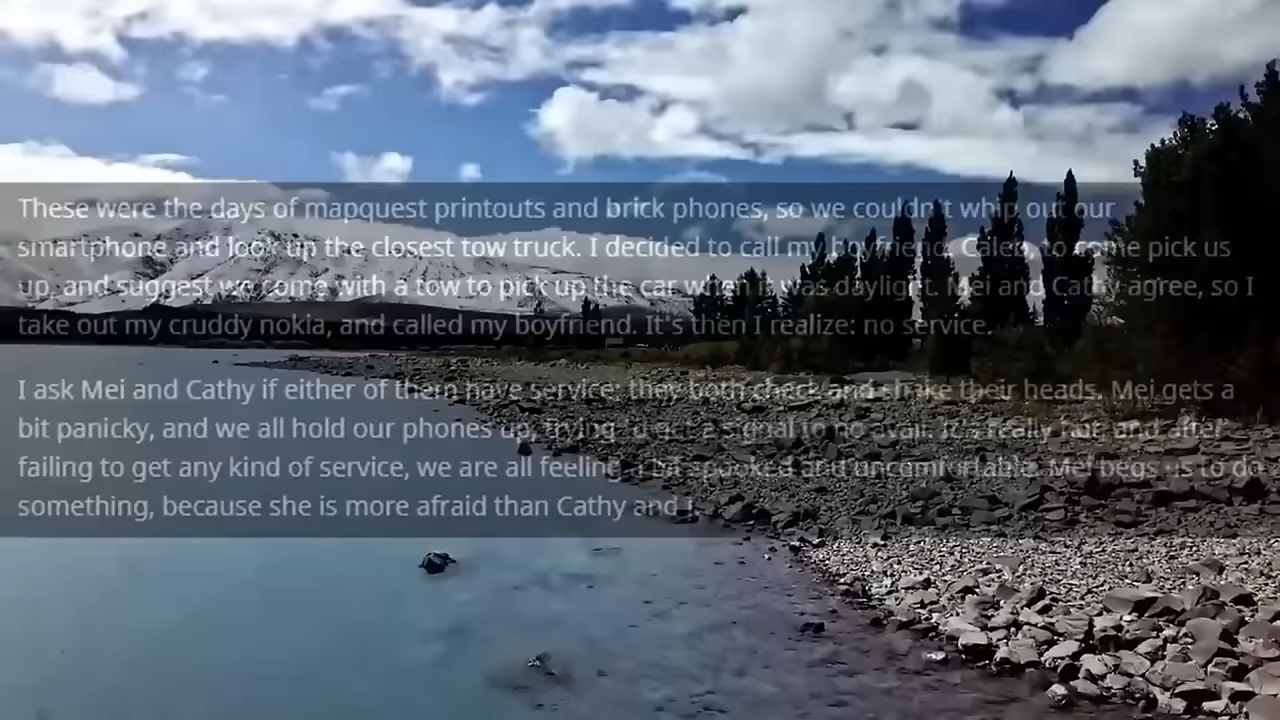 These were the days of mapquest printouts and brick phones, so we couldn't whip out our
smartphone and look up the closest tow truck. I decided to call my boyfriend, Calen, to come pick us
up, and suggest we come with a tow to pick up the car when it was daylight. Mei and Cathy agree, so I
take out my cruddy nokia, and called my boyfriend. It's then I realize: no service.
I ask Mei and Cathy if either of them have service; they both check and shake their heads. Mei gets a
bit panicky, and we all hold our phones up, trying to get a signal to no avail. It's really hot, and after
failing to get any kind of service, we are all feeling a bit spooked and uncomfortable. Mei begs us to do
something, because she is more afraid than Cathy and I.